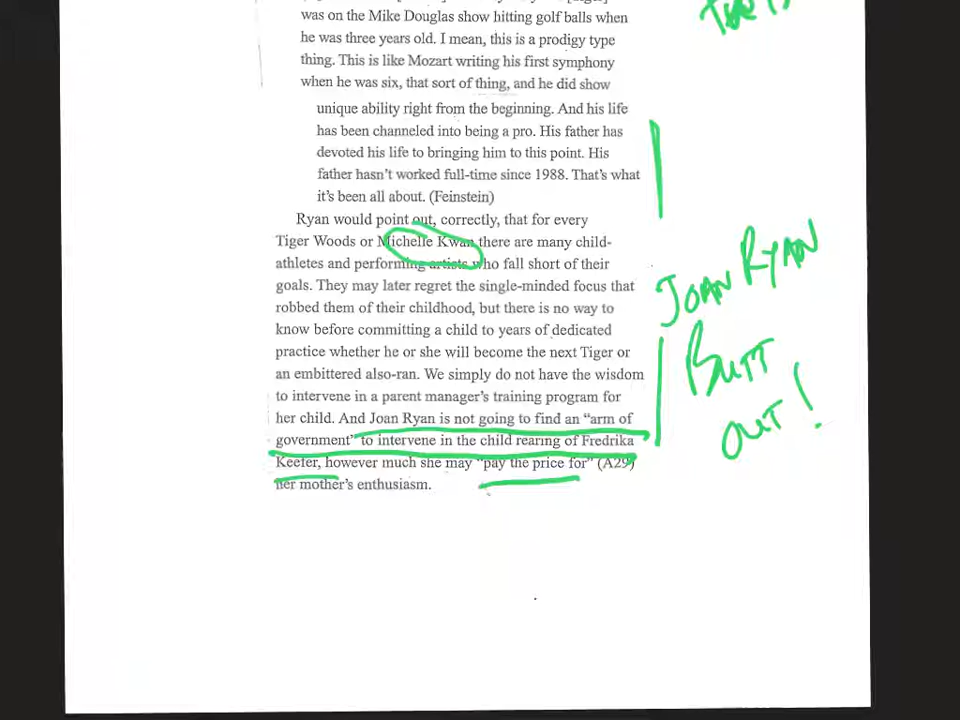 was on the Mike Douglas show hitting golf balls when
he was three years old. I mean, this is a prodigy type
thing. This is like Mozart writing his first symphony
when he was six, that sort of thing, and he did show
unique ability right from the beginning. And his life
has been channeled into being a pro. His father has
devoted his life to bringing him to this point. His
father hasn't worked full-time since 1988. That's what
it's been all about. (Feinstein)
Ryan would point out, correctly, that for every
Tiger Woods or Michelle Kwan there are many child-
athletes and performing artists who fall short of their
goals. They may later regret the single-minded focus that
robbed them of their childhood, but there is no way to
know before committing a child to years of dedicated
practice whether he or she will become the next Tiger or
an embittered also-ran. We simply do not have the wisdom
to intervene in a parent manager's training program for
her child. And Joan Ryan is not going to find an “arm of
government” to intervene in the child rearing of Fredrika
Keefer, however much she may “pay the price for” (A29)
her mother's enthusiasm.
JOAN RYAN
BUTT
OUT!